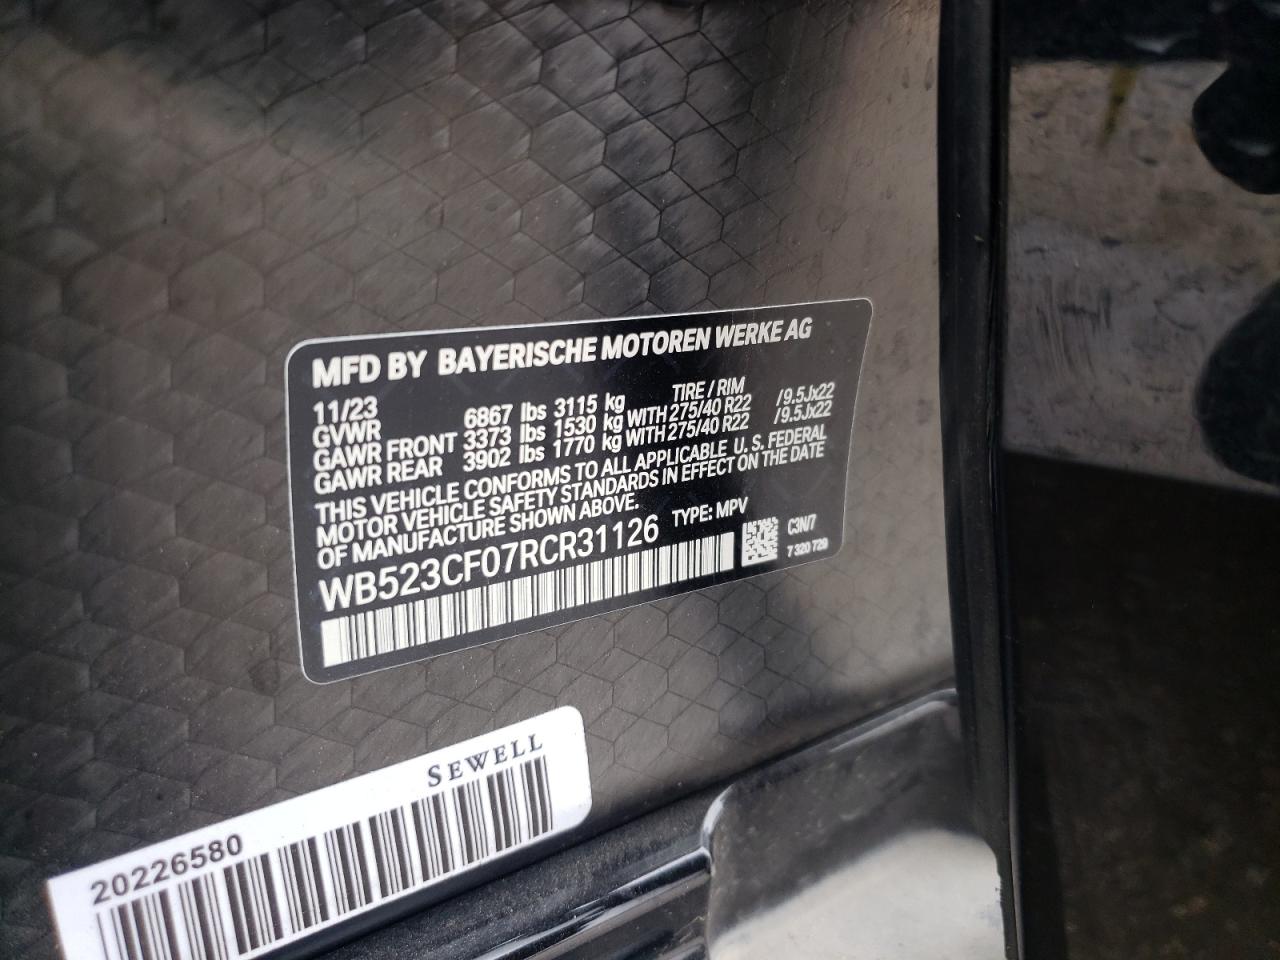 MFD BY BAYERISCHE MOTOREN WERKE AG
11/23 TIRE / RIM
GVWR 6867 lbs 3115 kg
GAWR FRONT 3373 lbs 1530 kg WITH 275/40 R22 /9.5Jx22
GAWR REAR 3902 lbs 1770 kg WITH 275/40 R22 /9.5Jx22
THIS VEHICLE CONFORMS TO ALL APPLICABLE U.S. FEDERAL
MOTOR VEHICLE SAFETY STANDARDS IN EFFECT ON THE DATE
OF MANUFACTURE SHOWN ABOVE.
WB523CF07RCR31126 TYPE: MPV
C3N/7
7 320 729
SEWELL
20226580